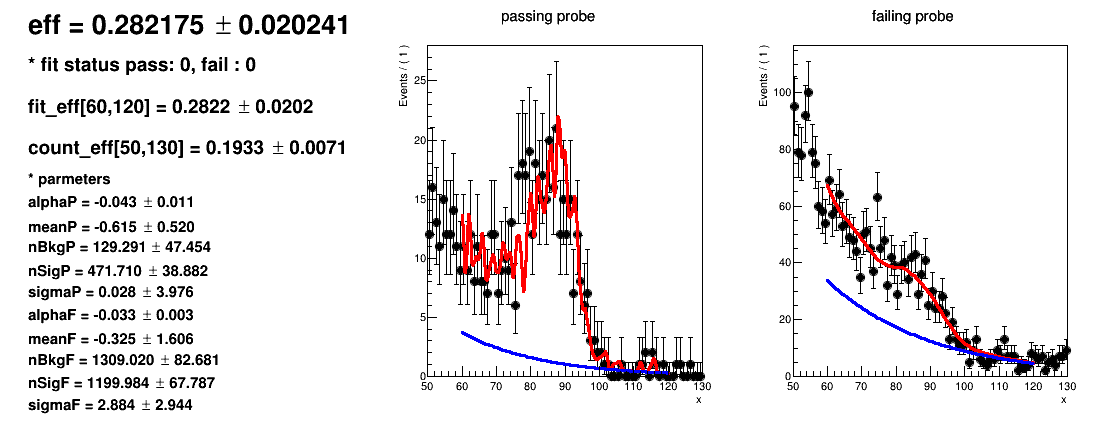 eff = 0.282175 ± 0.020241
* fit status pass: 0, fail : 0
fit_eff[60,120] = 0.2822 ± 0.0202
count_eff[50,130] = 0.1933 ± 0.0071
* parmeters
alphaP = -0.043 ± 0.011
meanP = -0.615 ± 0.520
nBkgP = 129.291 ± 47.454
nSigP = 471.710 ± 38.882
sigmaP = 0.028 ± 3.976
alphaF = -0.033 ± 0.003
meanF = -0.325 ± 1.606
nBkgF = 1309.020 ± 82.681
nSigF = 1199.984 ± 67.787
sigmaF = 2.884 ± 2.944
passing probe
Events / ( 1 )
25
20
15
10
5
0
50 60 70 80 90 100 110 120 130
x
failing probe
Events / ( 1 )
100
80
60
40
20
0
50 60 70 80 90 100 110 120 130
x